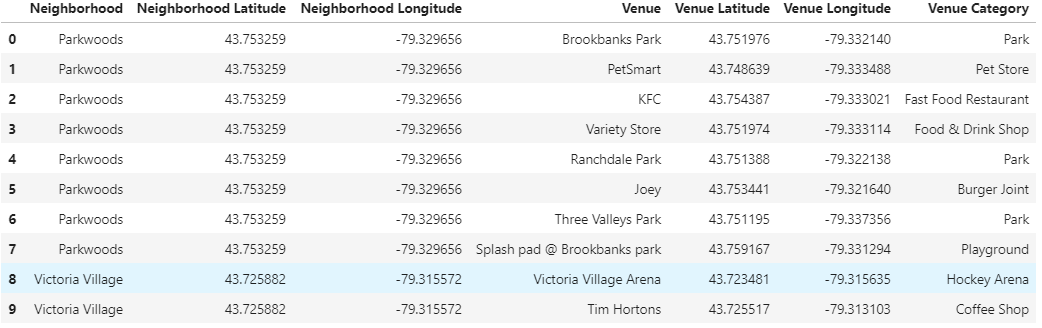 Neighborhood Neighborhood Latitude Neighborhood Longitude Venue Venue Latitude Venue Longitude Venue Category
0 Parkwoods 43.753259 -79.329656 Brookbanks Park 43.751976 -79.332140 Park
1 Parkwoods 43.753259 -79.329656 PetSmart 43.748639 -79.333488 Pet Store
2 Parkwoods 43.753259 -79.329656 KFC 43.754387 -79.333021 Fast Food Restaurant
3 Parkwoods 43.753259 -79.329656 Variety Store 43.751974 -79.333114 Food & Drink Shop
4 Parkwoods 43.753259 -79.329656 Ranchdale Park 43.751388 -79.322138 Park
5 Parkwoods 43.753259 -79.329656 Joey 43.753441 -79.321640 Burger Joint
6 Parkwoods 43.753259 -79.329656 Three Valleys Park 43.751195 -79.337356 Park
7 Parkwoods 43.753259 -79.329656 Splash pad @ Brookbanks park 43.759167 -79.331294 Playground
8 Victoria Village 43.725882 -79.315572 Victoria Village Arena 43.723481 -79.315635 Hockey Arena
9 Victoria Village 43.725882 -79.315572 Tim Hortons 43.725517 -79.313103 Coffee Shop